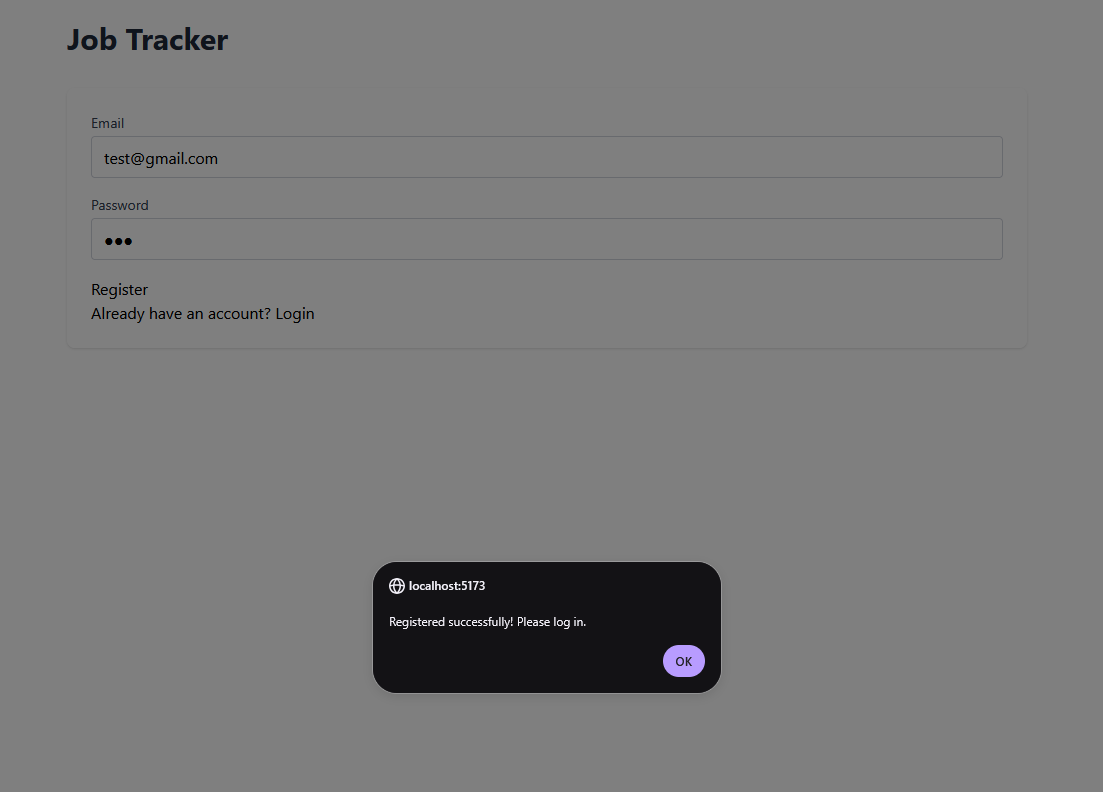 Job Tracker
Email
test@gmail.com
Password
●●●
Register
Already have an account? Login
localhost:5173
Registered successfully! Please log in.
OK